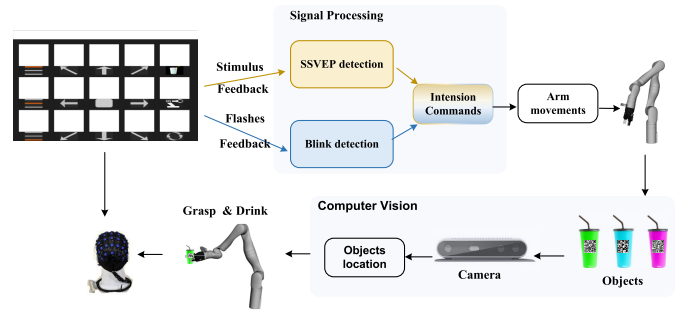 Signal Processing
Stimulus
Feedback
SSVEP detection
Flashes
Feedback
Blink detection
Intension
Commands
Arm
movements
Grasp & Drink
Computer Vision
Objects
location
Camera
Objects